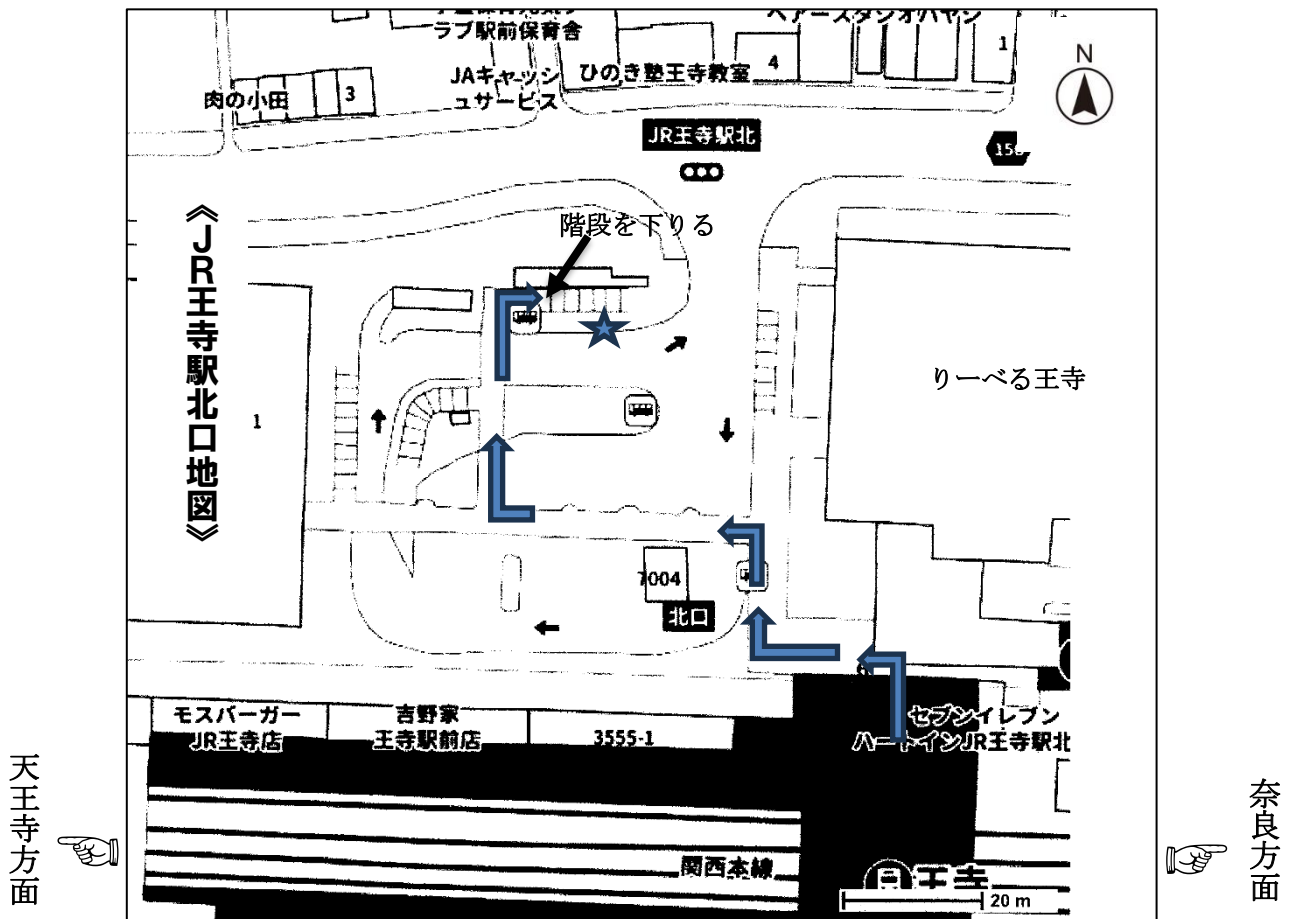 ラブ駅前保育舎
ヘアースタジオハヤシ
1
4
ひのき塾王寺教室
JAキャッシ
ュサービス
肉の小田
3
N
JR王寺駅北
《JR王寺駅北口地図》
階段を下りる
りーべる王寺
1
7004
北口
モスバーガー
JR王寺店
吉野家
王寺駅前店
3555-1
セブンイレブン
ハートインJR王寺駅北
天王寺方面
奈良方面
関西本線
王寺
20 m